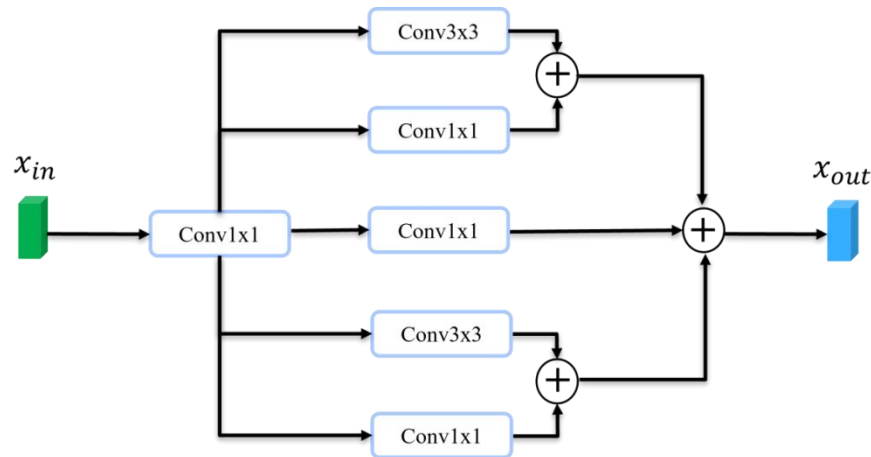 Conv3x3
+
Conv1x1
x_in
x_out
Conv1x1
Conv1x1
+
Conv3x3
+
Conv1x1